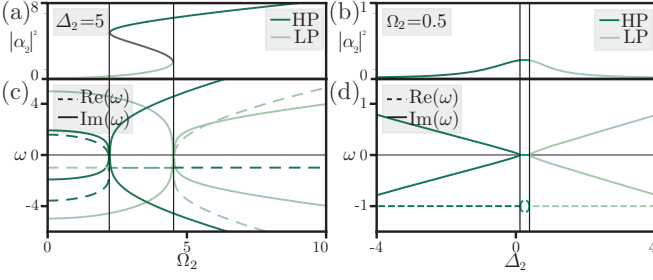 (a)
8
Δ₂=5
HP
LP
|α₂|²
0
(b)
1
Ω₂=0.5
HP
LP
|α₂|²
0
(c)
4
Re(ω)
Im(ω)
ω 0
-4
0
5
10
Ω₂
(d)
1
Re(ω)
Im(ω)
ω 0
-1
-4
0
4
Δ₂